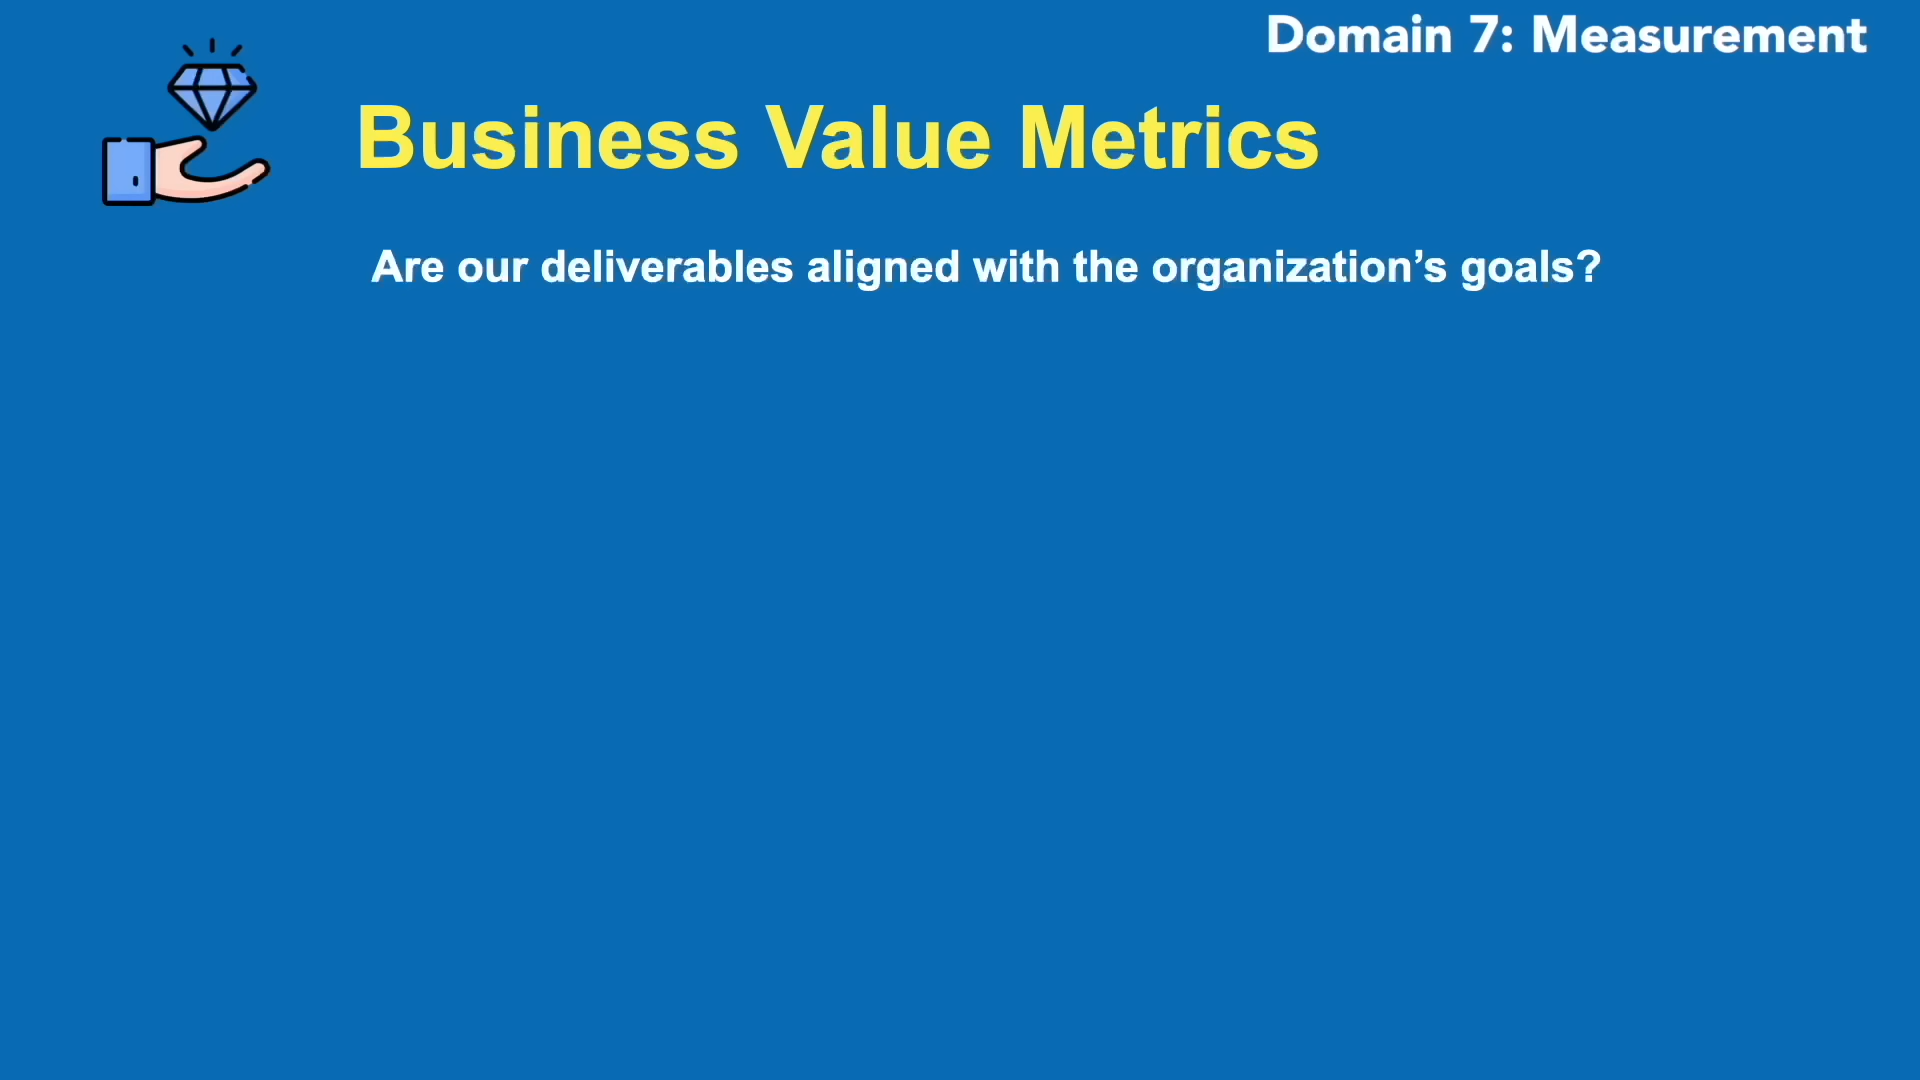 Domain 7: Measurement
Business Value Metrics
Are our deliverables aligned with the organization’s goals?